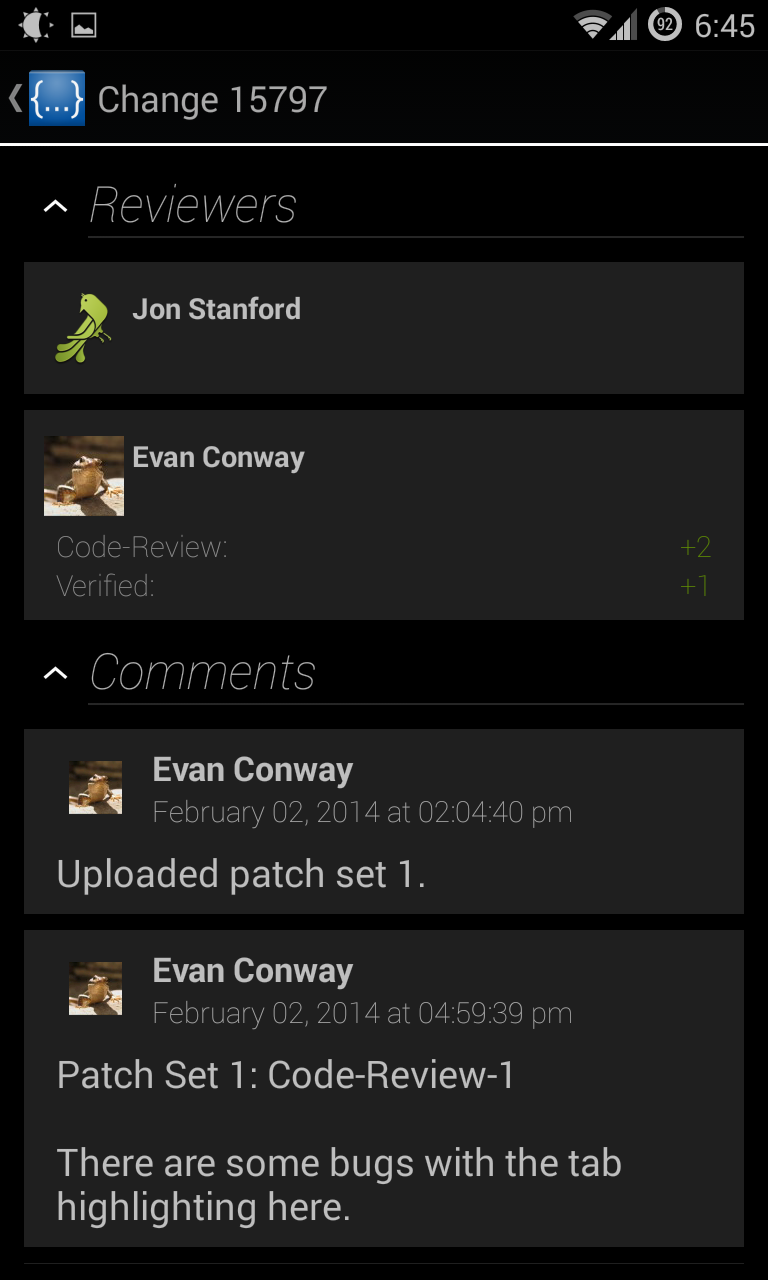 92 6:45
{...} Change 15797
Reviewers
Jon Stanford
Evan Conway
Code-Review: +2
Verified: +1
Comments
Evan Conway
February 02, 2014 at 02:04:40 pm
Uploaded patch set 1.
Evan Conway
February 02, 2014 at 04:59:39 pm
Patch Set 1: Code-Review-1
There are some bugs with the tab
highlighting here.